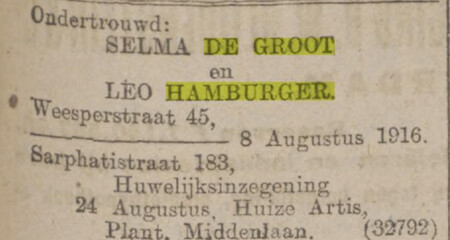 Ondertrouwd:
SELMA DE GROOT
en
LEO HAMBURGER.
Weesperstraat 45,
8 Augustus 1916.
Sarphatistraat 183,
Huwelijksinzegening
24 Augustus, Huize Artis,
Plant. Middenlaan. (32792)